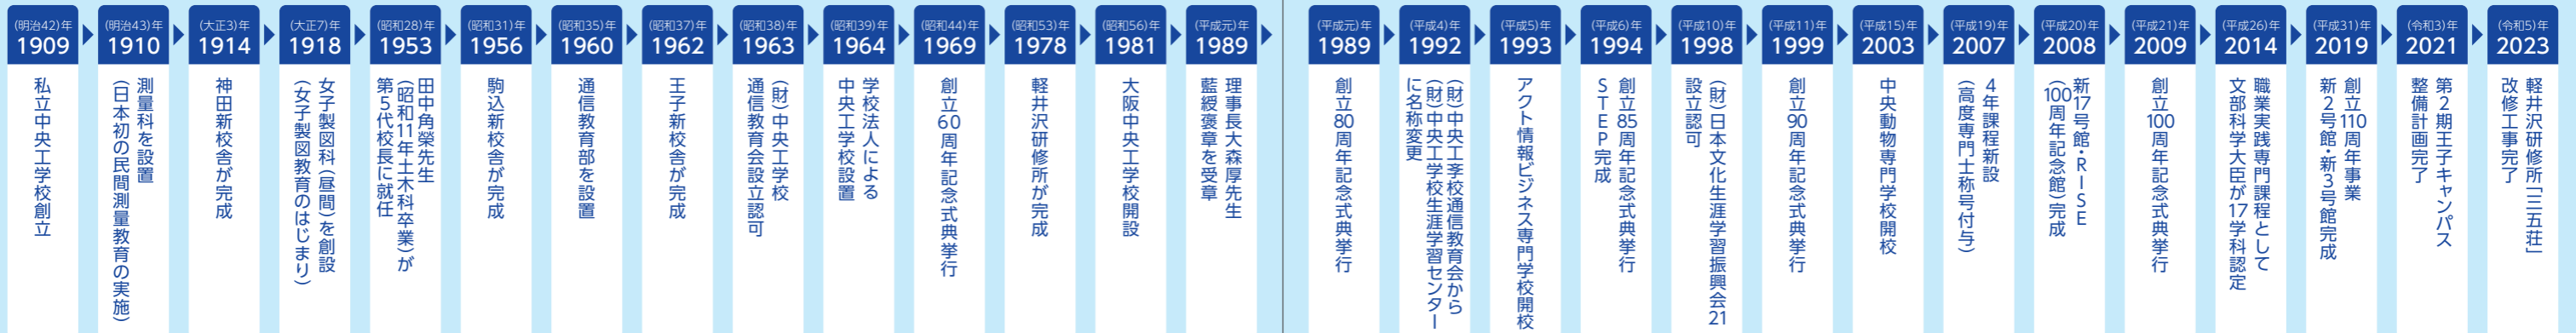 (明治42)年
1909
私立中央工学校創立
(明治43)年
1910
測量科を設置
(日本初の民間測量教育の実施)
(大正3)年
1914
神田新校舎が完成
(大正7)年
1918
女子製図科(昼間)を創設
(女子製図教育のはじまり)
(昭和28)年
1953
田中角榮先生
(昭和11年土木科卒業)が
第5代校長に就任
(昭和31)年
1956
駒込新校舎が完成
(昭和35)年
1960
通信教育部を設置
(昭和37)年
1962
王子新校舎が完成
(昭和38)年
1963
(財)中央工学校
通信教育会設立認可
(昭和39)年
1964
学校法人による
中央工学校設置
(昭和44)年
1969
創立60周年記念式典挙行
(昭和53)年
1978
軽井沢研修所が完成
(昭和56)年
1981
大阪中央工学校開設
(平成元)年
1989
理事長大森厚先生
藍綬褒章を受章
(平成元)年
1989
創立80周年記念式典挙行
(平成4)年
1992
(財)中央工学校通信教育会から
(財)中央工学校生涯学習センター
に名称変更
(平成5)年
1993
アクト情報ビジネス専門学校開校
(平成6)年
1994
創立85周年記念式典挙行
STEP完成
(平成10)年
1998
(財)日本文化生涯学習振興会21
設立認可
(平成11)年
1999
創立90周年記念式典挙行
(平成15)年
2003
中央動物専門学校開校
(平成19)年
2007
4年課程新設
(高度専門士称号付与)
(平成20)年
2008
新17号館・RISE
(100周年記念館)完成
(平成21)年
2009
創立100周年記念式典挙行
(平成26)年
2014
職業実践専門課程として
文部科学大臣が17学科認定
(平成31)年
2019
創立110周年事業
新2号館・新3号館完成
(令和3)年
2021
第2期王子キャンパス
整備計画完了
(令和5)年
2023
軽井沢研修所「三五荘」
改修工事完了